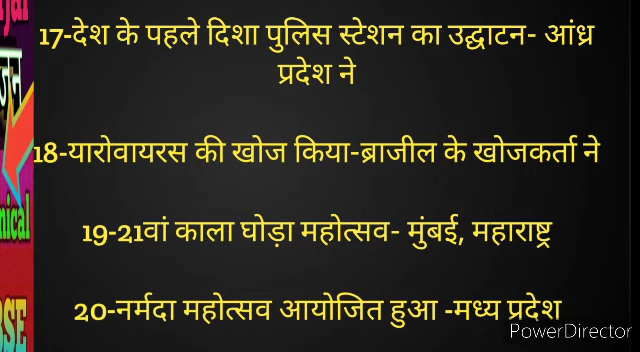 17-देश के पहले दिशा पुलिस स्टेशन का उद्घाटन- आंध्र
प्रदेश ने
18-यारोवायरस की खोज किया-ब्राजील के खोजकर्ता ने
19-21वां काला घोड़ा महोत्सव- मुंबई, महाराष्ट्र
20-नर्मदा महोत्सव आयोजित हुआ -मध्य प्रदेश
PowerDirector